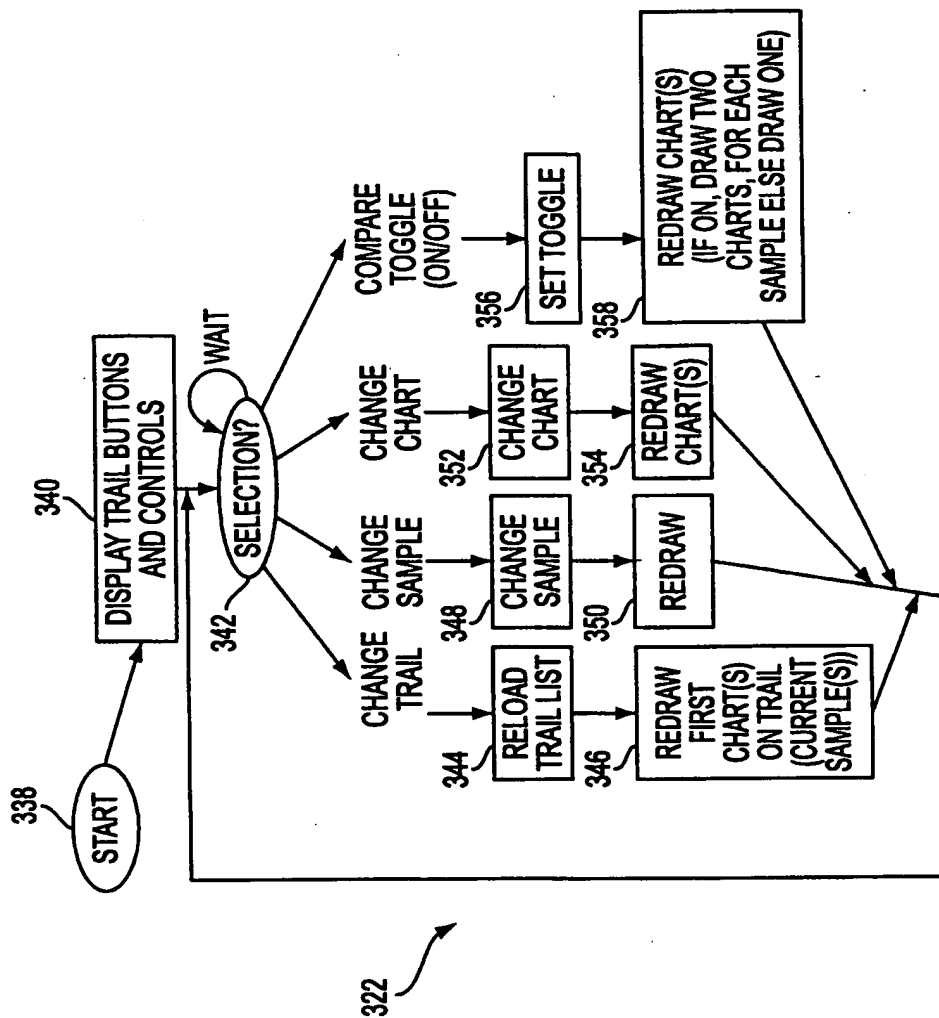 338
START
340
DISPLAY TRAIL BUTTONS
AND CONTROLS
342
SELECTION?
WAIT
CHANGE
TRAIL
CHANGE
SAMPLE
CHANGE
CHART
COMPARE
TOGGLE
(ON/OFF)
344
RELOAD
TRAIL LIST
348
CHANGE
SAMPLE
352
CHANGE
CHART
356
SET TOGGLE
346
REDRAW
FIRST
CHART(S)
ON TRAIL
(CURRENT
SAMPLE(S))
350
REDRAW
354
REDRAW
CHART(S)
358
REDRAW CHART(S)
(IF ON, DRAW TWO
CHARTS, FOR EACH
SAMPLE ELSE DRAW ONE)
322